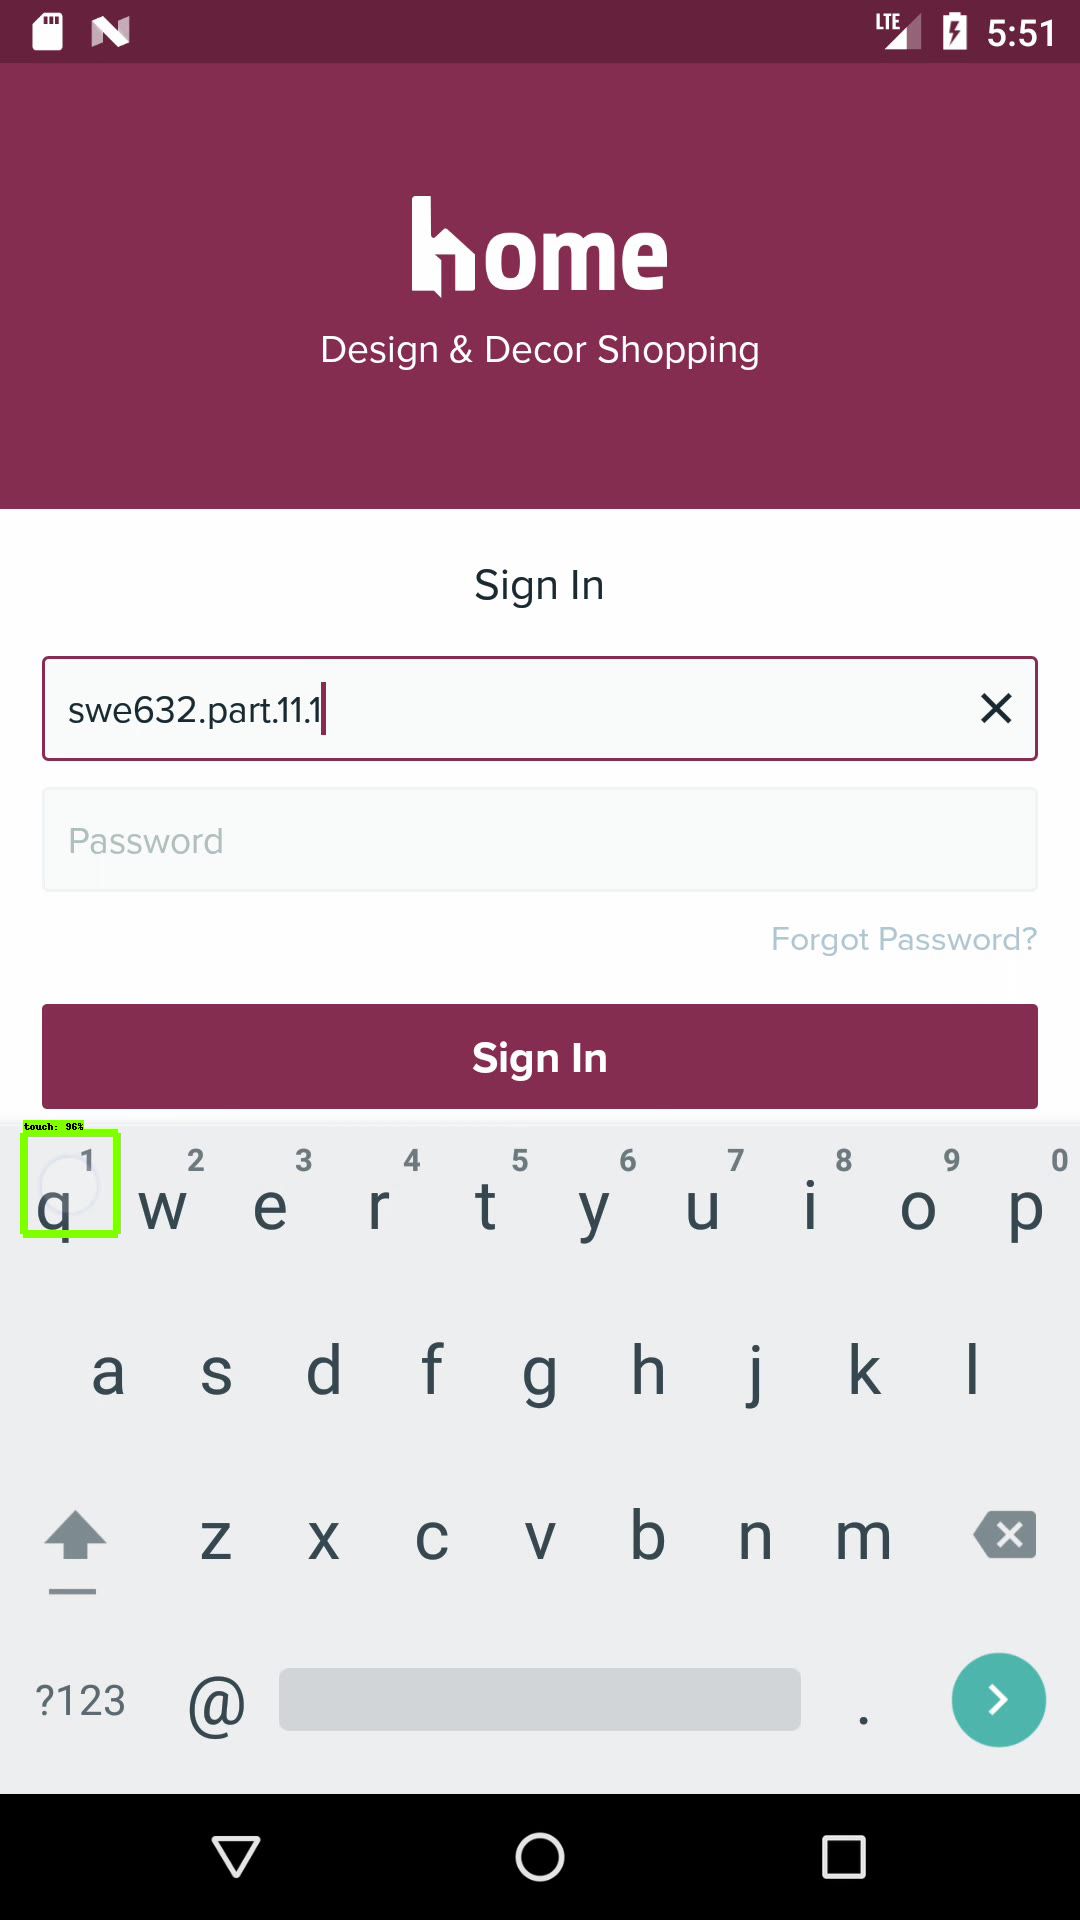 LTE 5:51
home
Design & Decor Shopping
Sign In
swe632.part.11.1
Password
Forgot Password?
Sign In
touch: 96%
1 2 3 4 5 6 7 8 9 0
q w e r t y u i o p
a s d f g h j k l
z x c v b n m
?123 @ .